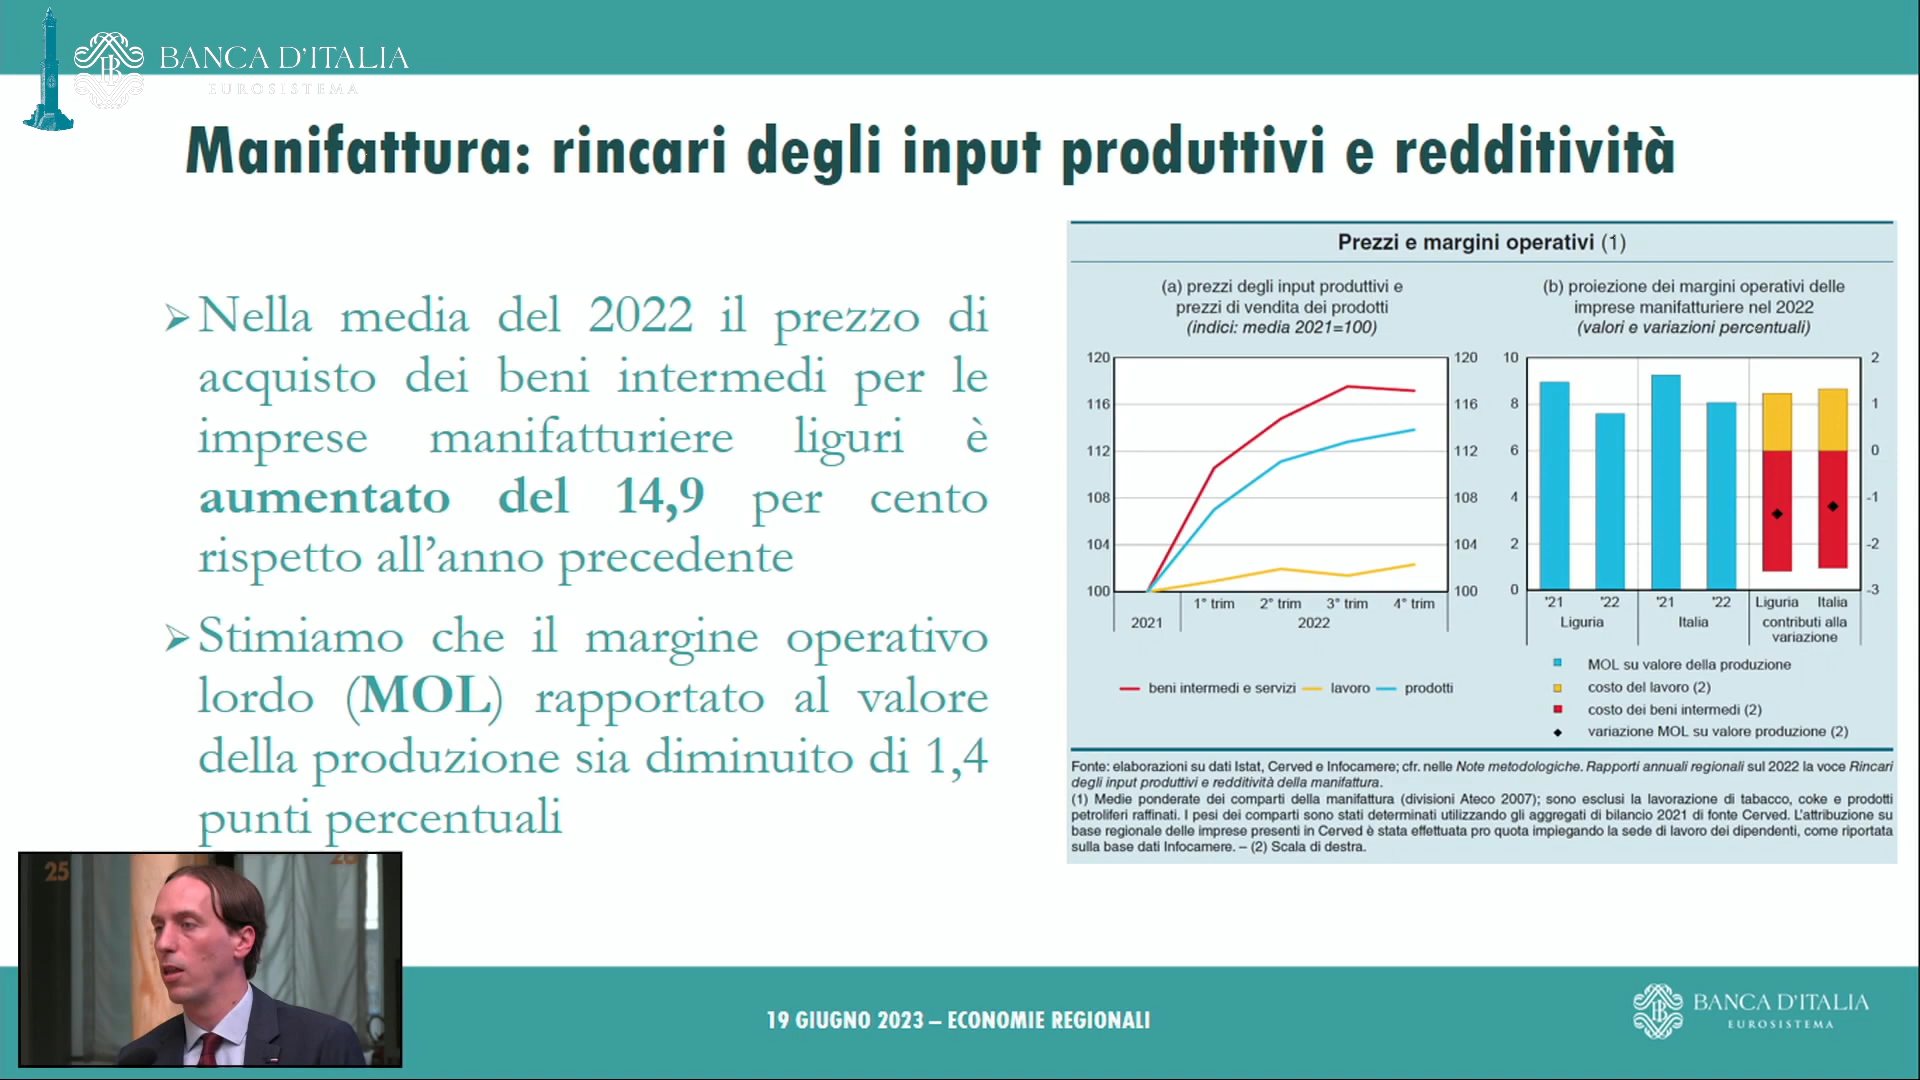 BANCA D'ITALIA
EUROSISTEMA
Manifattura: rincari degli input produttivi e redditività
Nella media del 2022 il prezzo di
acquisto dei beni intermedi per le
imprese manifatturiere liguri è
aumentato del 14,9 per cento
rispetto all'anno precedente
Stimiamo che il margine operativo
lordo (MOL) rapportato al valore
della produzione sia diminuito di 1,4
punti percentuali
Prezzi e margini operativi (1)
(a) prezzi degli input produttivi e
prezzi di vendita dei prodotti
(indici: media 2021=100)
120 120
116 116
112 112
108 108
104 104
100 100
1° trim 2° trim 3° trim 4° trim
2021 2022
beni intermedi e servizi lavoro prodotti
(b) proiezione dei margini operativi delle
imprese manifatturiere nel 2022
(valori e variazioni percentuali)
10 2
8 1
6 0
4 -1
2 -2
0 -3
'21 '22 '21 '22 Liguria Italia
Liguria Italia contributi alla
variazione
MOL su valore della produzione
costo del lavoro (2)
costo dei beni intermedi (2)
variazione MOL su valore produzione (2)
Fonte: elaborazioni su dati Istat, Cerved e Infocamere; cfr. nelle Note metodologiche. Rapporti annuali regionali sul 2022 la voce Rincari
degli input produttivi e redditività della manifattura.
(1) Medie ponderate dei comparti della manifattura (divisioni Ateco 2007); sono esclusi la lavorazione di tabacco, coke e prodotti
petroliferi raffinati. I pesi dei comparti sono stati determinati utilizzando gli aggregati di bilancio 2021 di fonte Cerved. L'attribuzione su
base regionale delle imprese presenti in Cerved è stata effettuata pro quota impiegando la sede di lavoro dei dipendenti, come riportata
sulla base dati Infocamere. – (2) Scala di destra.
25
19 GIUGNO 2023 – ECONOMIE REGIONALI
BANCA D'ITALIA
EUROSISTEMA